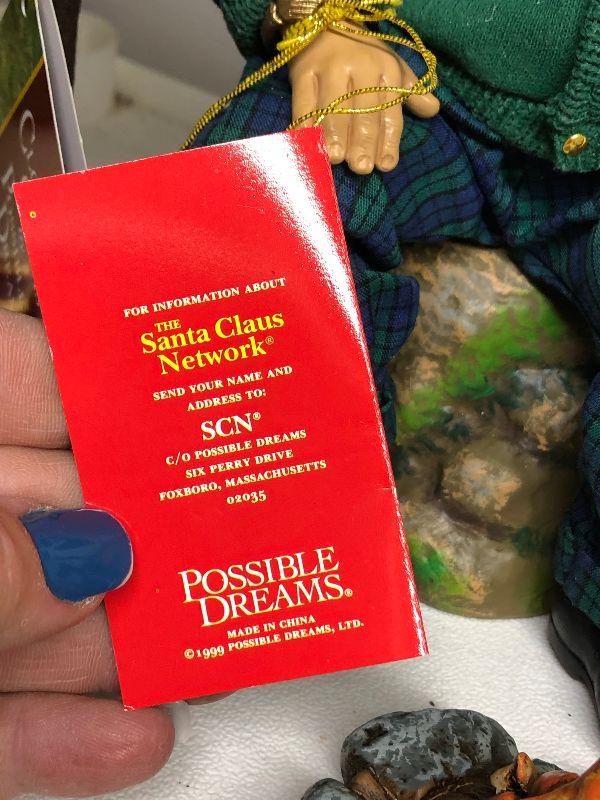 FOR INFORMATION ABOUT
THE
Santa Claus
Network®
SEND YOUR NAME AND
ADDRESS TO:
SCN®
C/O POSSIBLE DREAMS
SIX PERRY DRIVE
FOXBORO, MASSACHUSETTS
02035
POSSIBLE
DREAMS®
MADE IN CHINA
©1999 POSSIBLE DREAMS, LTD.